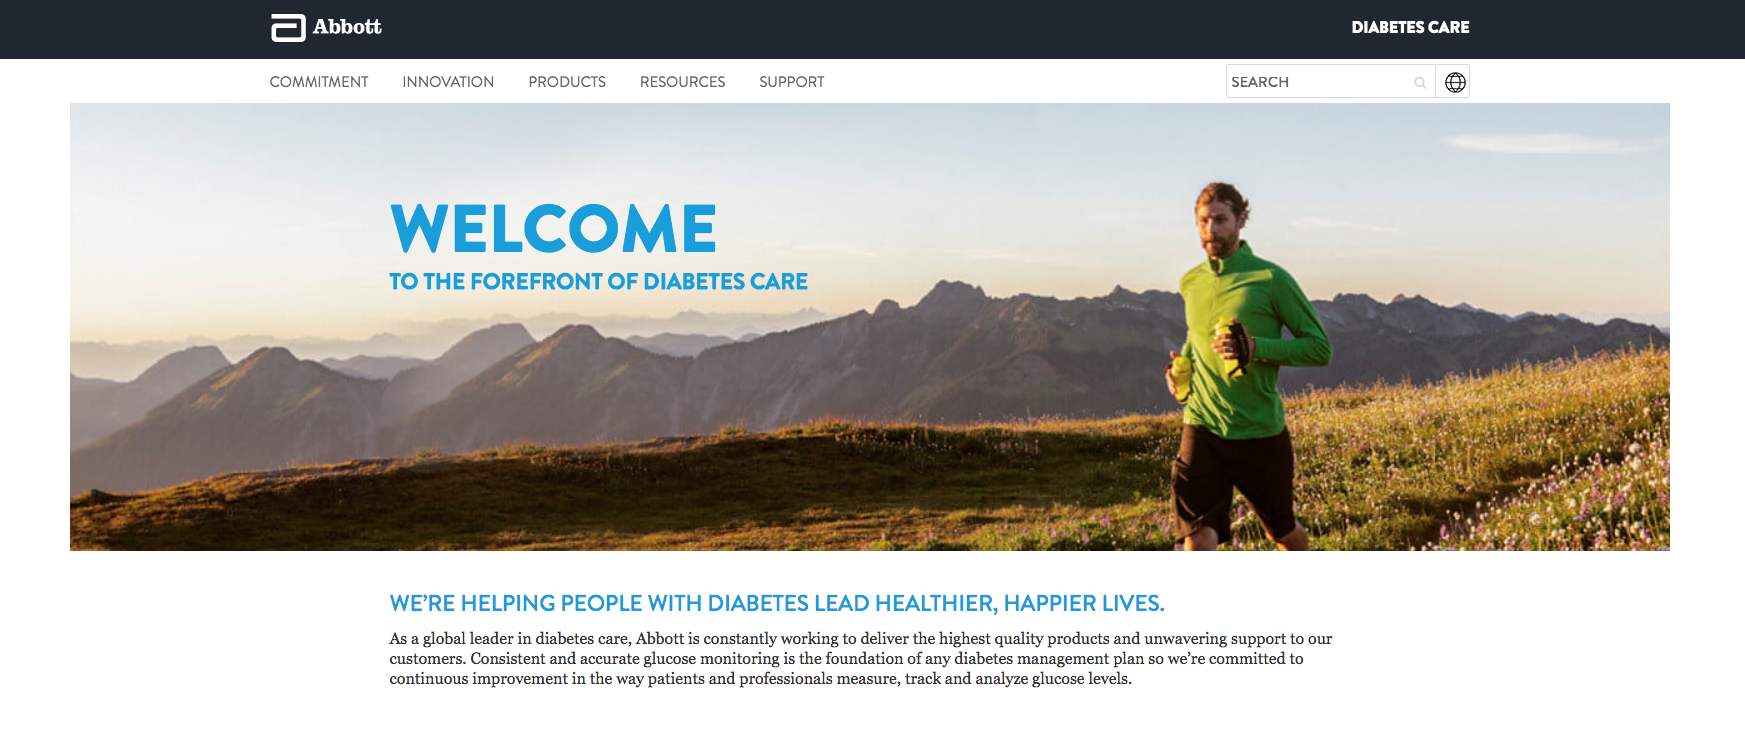 Abbott
DIABETES CARE
COMMITMENT INNOVATION PRODUCTS RESOURCES SUPPORT SEARCH
WELCOME
TO THE FOREFRONT OF DIABETES CARE
WE’RE HELPING PEOPLE WITH DIABETES LEAD HEALTHIER, HAPPIER LIVES.
As a global leader in diabetes care, Abbott is constantly working to deliver the highest quality products and unwavering support to our
customers. Consistent and accurate glucose monitoring is the foundation of any diabetes management plan so we’re committed to
continuous improvement in the way patients and professionals measure, track and analyze glucose levels.